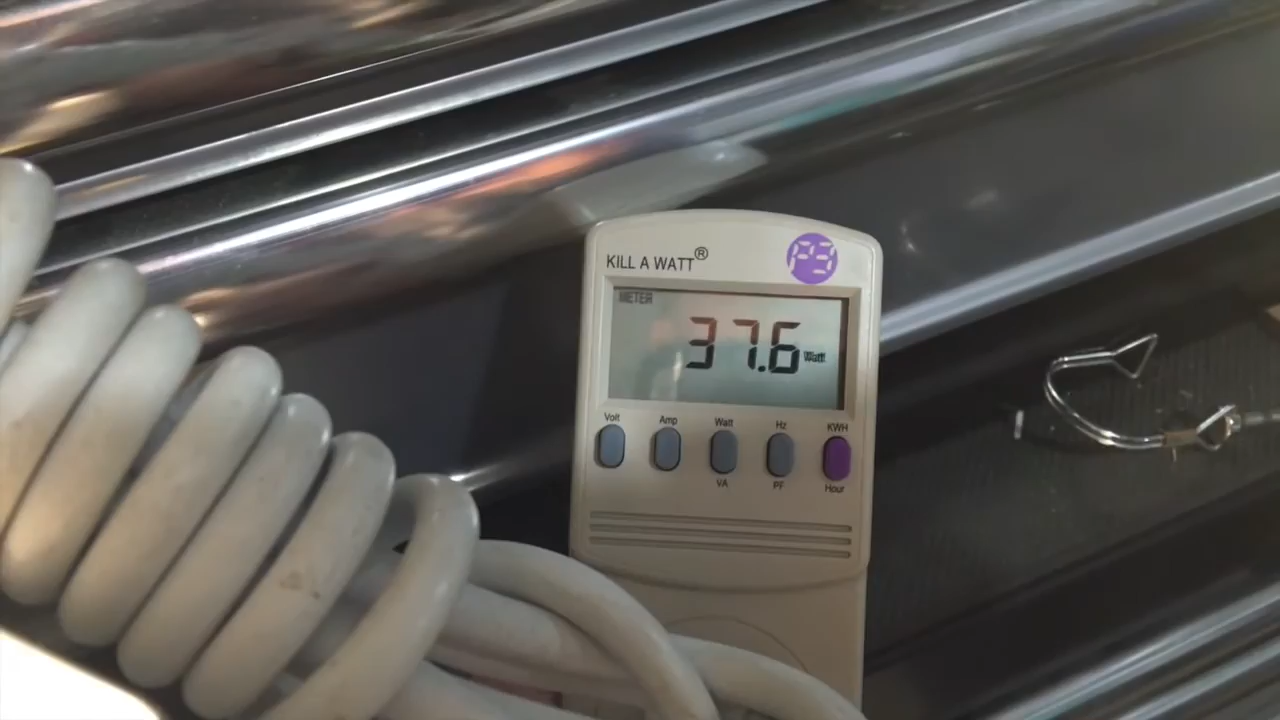 KILL A WATT®
P3
METER
37.6 Watt
Volt Amp Watt Hz KWH
VA PF Hour